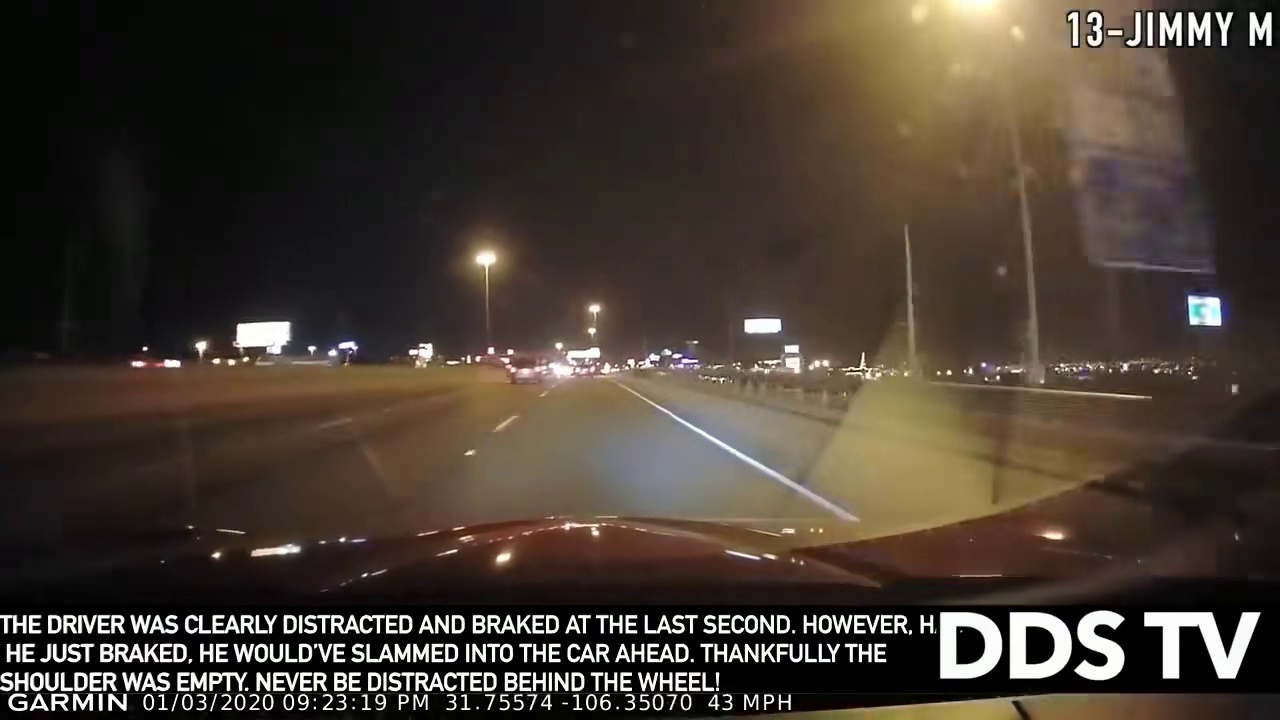 13-JIMMY M
THE DRIVER WAS CLEARLY DISTRACTED AND BRAKED AT THE LAST SECOND. HOWEVER,
HE JUST BRAKED, HE WOULD'VE SLAMMED INTO THE CAR AHEAD. THANKFULLY THE
SHOULDER WAS EMPTY. NEVER BE DISTRACTED BEHIND THE WHEEL!
DDS TV
GARMIN 01/03/2020 09:23:19 PM 31.75574 -106.35070 43 MPH